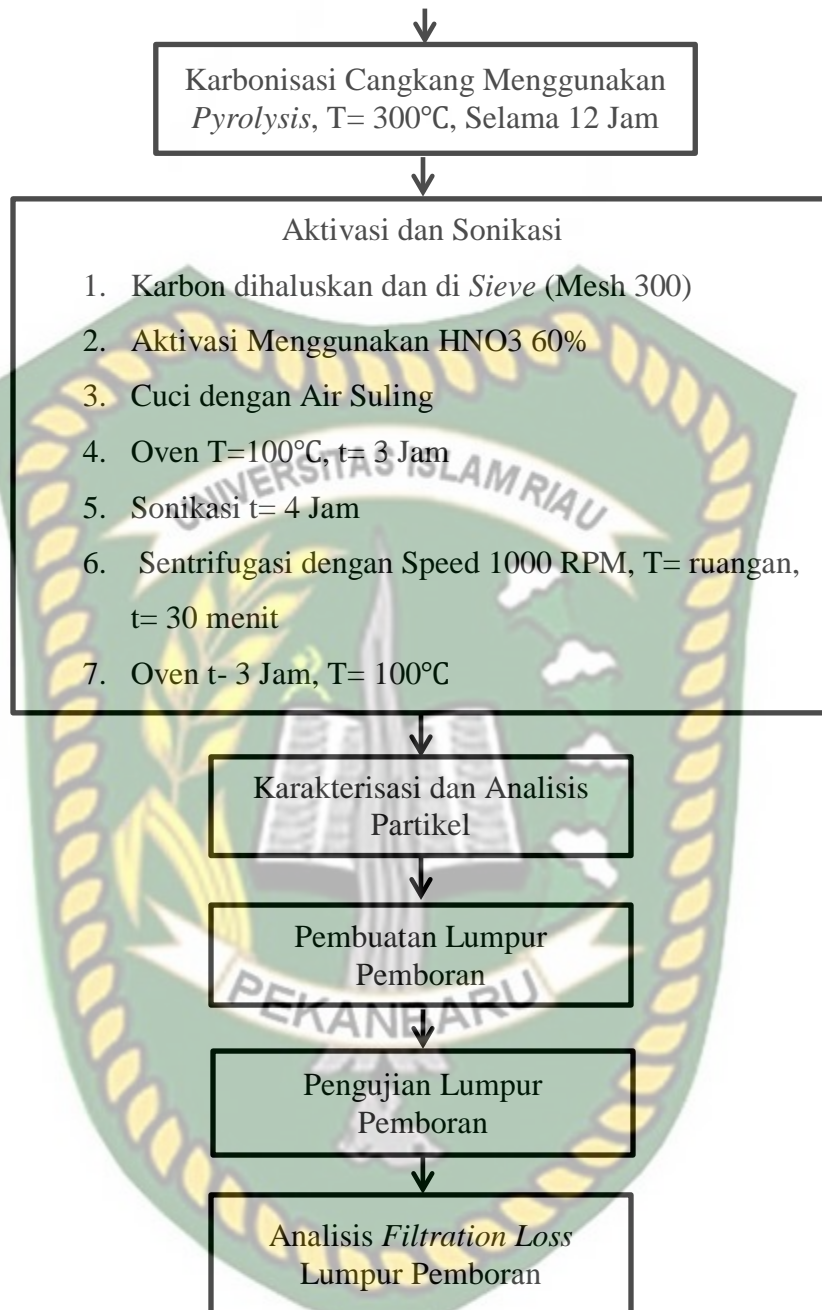 Karbonisasi Cangkang Menggunakan
Pyrolysis, T= 300℃, Selama 12 Jam
Aktivasi dan Sonikasi
1. Karbon dihaluskan dan di Sieve (Mesh 300)
2. Aktivasi Menggunakan HNO3 60%
3. Cuci dengan Air Suling
4. Oven T=100℃, t= 3 Jam
UNIVERSITAS ISLAM RIAU
5. Sonikasi t= 4 Jam
6. Sentrifugasi dengan Speed 1000 RPM, T= ruangan,
t= 30 menit
7. Oven t- 3 Jam, T= 100℃
Karakterisasi dan Analisis
Partikel
Pembuatan Lumpur
Pemboran
PEKANBARU
Pengujian Lumpur
Pemboran
Analisis Filtration Loss
Lumpur Pemboran